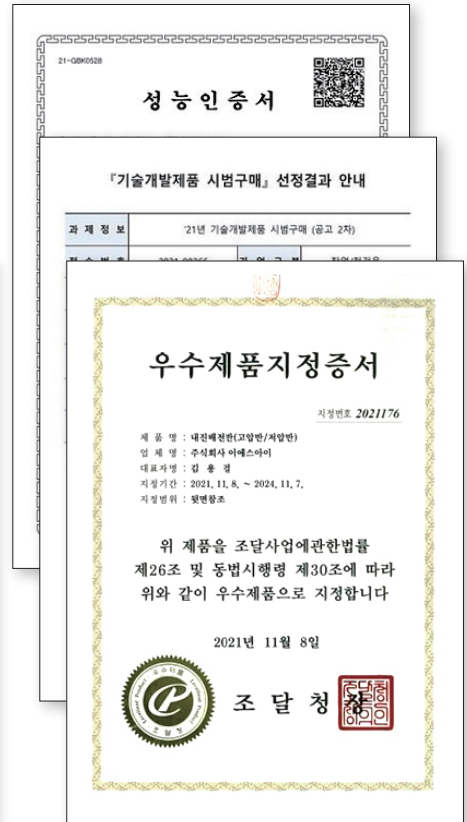 21-GBK0528
성능인증서
『기술개발제품 시범구매』 선정결과 안내
과 제 정 보
'21년 기술개발제품 시범구매 (공고 2차)
우수제품지정증서
지정번호 2021176
제 품 명 : 내진배전반(고압반/저압반)
업 체 명 : 주식회사 이에스아이
대표자명 : 김 용 걸
지정기간 : 2021. 11. 8. ~ 2024. 11. 7.
지정범위 : 뒷면참조
위 제품을 조달사업에관한법률
제26조 및 동법시행령 제30조에 따라
위와 같이 우수제품으로 지정합니다
2021년 11월 8일
조 달 청 장